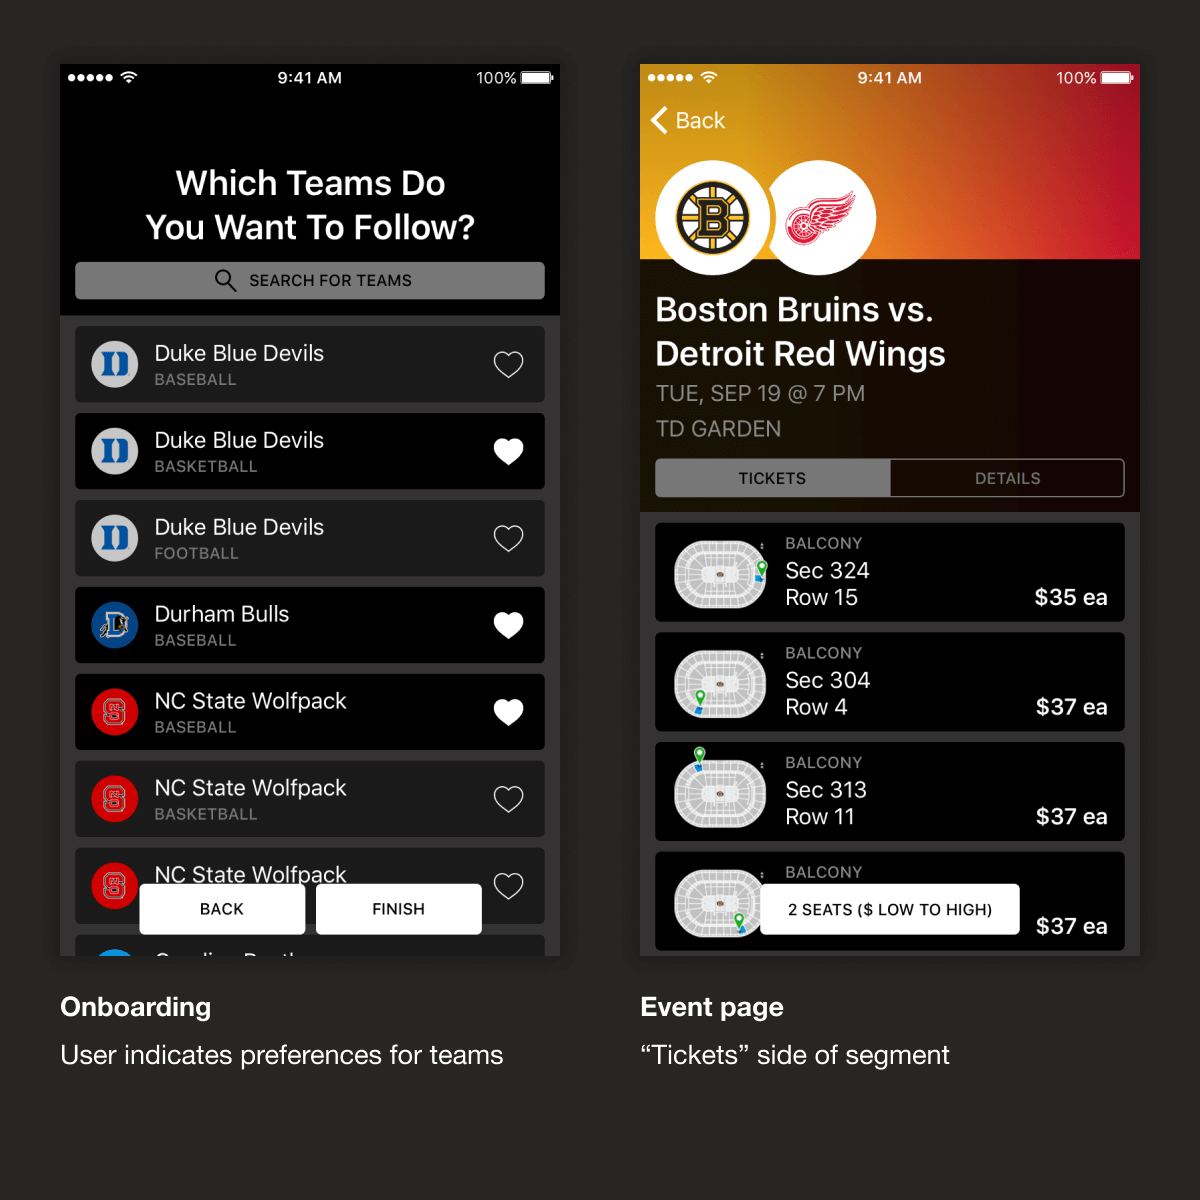 9:41 AM
100%
Which Teams Do
You Want To Follow?
SEARCH FOR TEAMS
Duke Blue Devils
BASEBALL
Duke Blue Devils
BASKETBALL
Duke Blue Devils
FOOTBALL
Durham Bulls
BASEBALL
NC State Wolfpack
BASEBALL
NC State Wolfpack
BASKETBALL
NC State Wolfpack
BACK
FINISH
Onboarding
User indicates preferences for teams
9:41 AM
100%
Back
B
Boston Bruins vs.
Detroit Red Wings
TUE, SEP 19 @ 7 PM
TD GARDEN
TICKETS
DETAILS
BALCONY
Sec 324
Row 15
$35 ea
BALCONY
Sec 304
Row 4
$37 ea
BALCONY
Sec 313
Row 11
$37 ea
BALCONY
2 SEATS ($ LOW TO HIGH)
$37 ea
Event page
“Tickets” side of segment